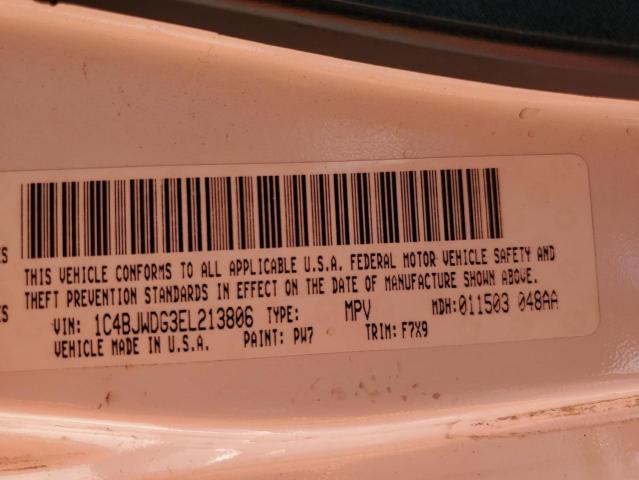 THIS VEHICLE CONFORMS TO ALL APPLICABLE U.S.A. FEDERAL MOTOR VEHICLE SAFETY AND
THEFT PREVENTION STANDARDS IN EFFECT ON THE DATE OF MANUFACTURE SHOWN ABOVE.
VIN: 1C4BJWDG3EL213806 TYPE: MPV MDH:011503 048AA
VEHICLE MADE IN U.S.A. PAINT: PW7 TRIM: F7X9